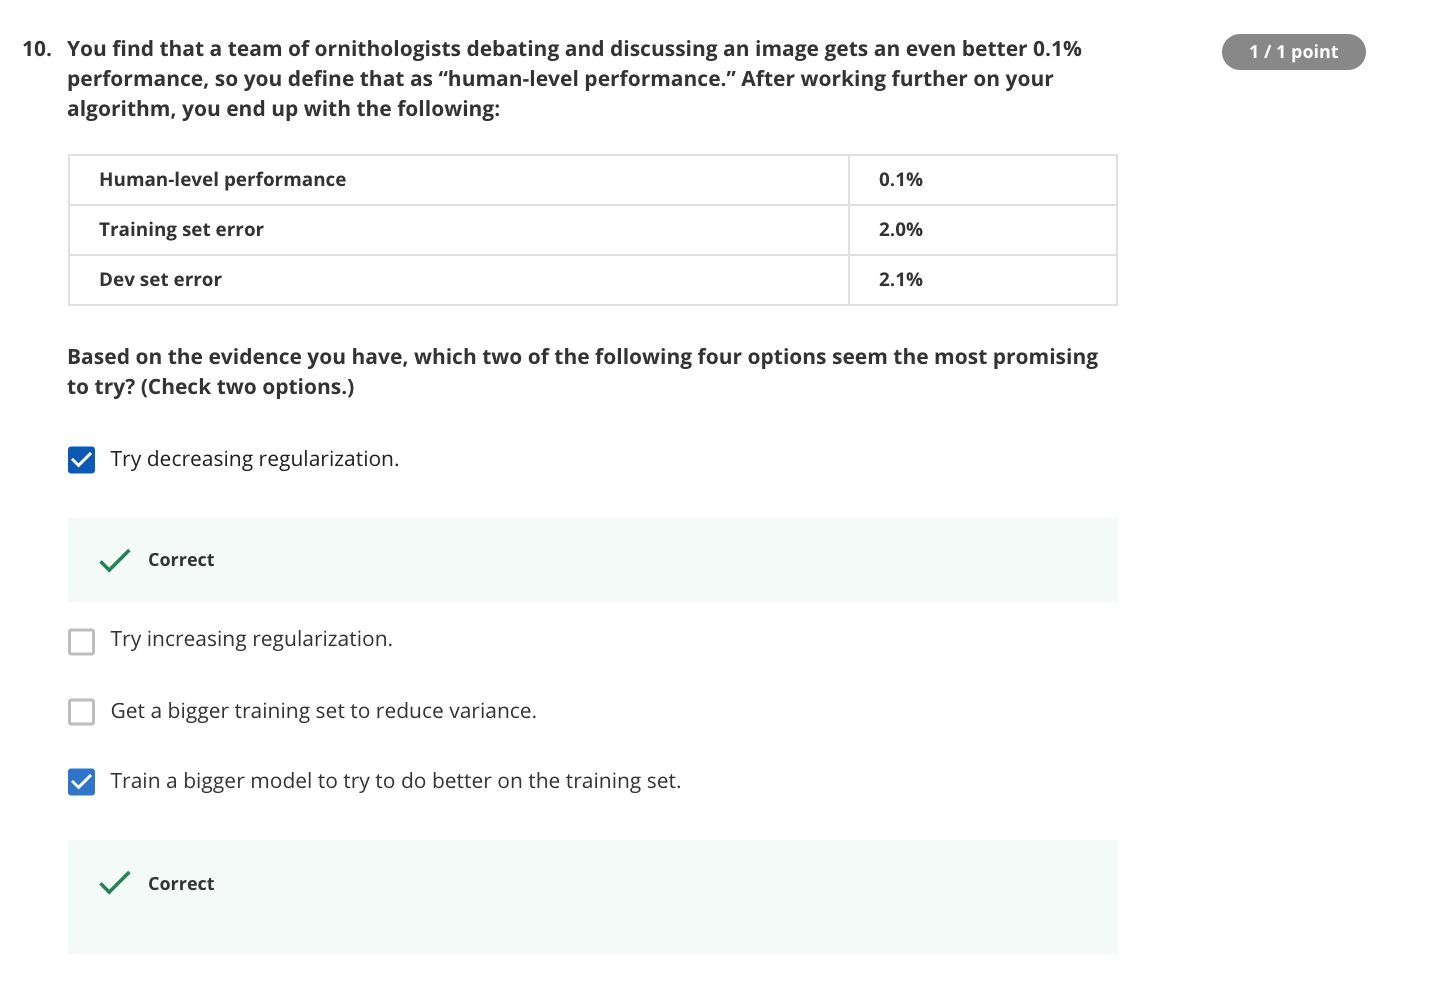 10. You find that a team of ornithologists debating and discussing an image gets an even better 0.1%
1 / 1 point
performance, so you define that as “human-level performance.” After working further on your
algorithm, you end up with the following:
Human-level performance 0.1%
Training set error 2.0%
Dev set error 2.1%
Based on the evidence you have, which two of the following four options seem the most promising
to try? (Check two options.)
Try decreasing regularization.
Correct
Try increasing regularization.
Get a bigger training set to reduce variance.
Train a bigger model to try to do better on the training set.
Correct